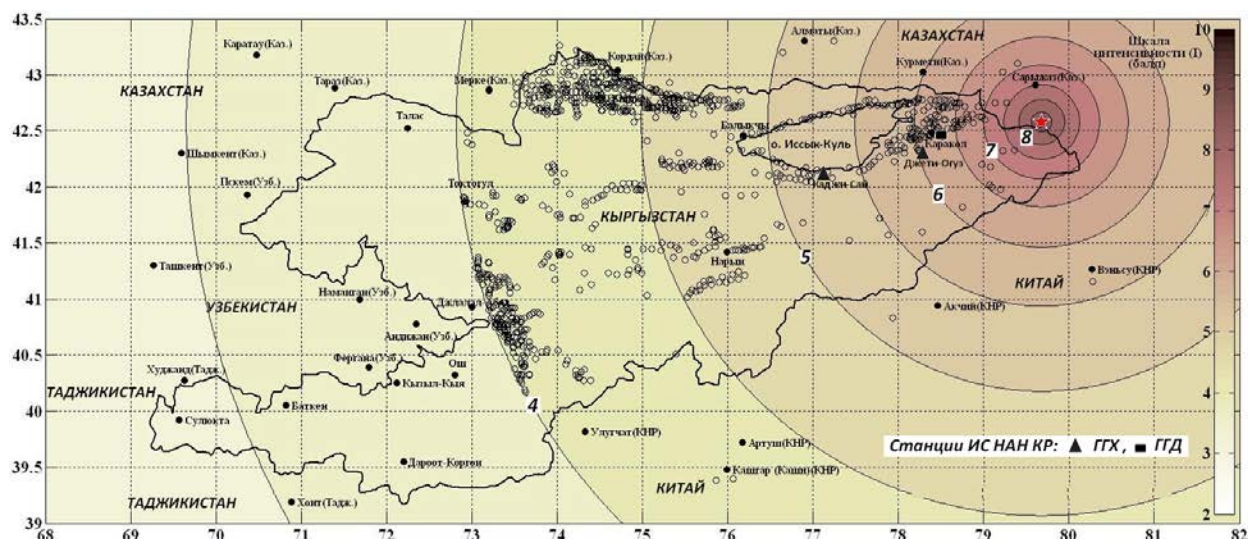 43.5
43
42.5
42
41.5
41
40.5
40
39.5
39
68 69 70 71 72 73 74 75 76 77 78 79 80 81 82
10
9
8
7
6
5
4
3
2
Шкала
интенсивности (I)
(балл)
КАЗАХСТАН
Каратау(Каз.)
Тараз(Каз.)
Мерке(Каз.)
Кордай(Каз.)
Алматы(Каз.)
КАЗАХСТАН
Курметы(Каз.)
Сарыжаз(Каз.)
Талас
Шымкент(Каз.)
Пскем(Узб.)
Балыкчы
о. Иссык-Куль
Каракол
Джети-Огуз
Каджи-Сай
8
7
6
5
4
Токтогул
КЫРГЫЗСТАН
Нарын
Ташкент(Узб.)
УЗБЕКИСТАН
Наманган(Узб.)
Андижан(Узб.)
Фергана(Узб.)
Ош
Кызыл-Кыя
Худжанд(Тадж.)
ТАДЖИКИСТАН
Сулюкта
Баткен
Дароот-Коргон
ТАДЖИКИСТАН
Хоит(Тадж.)
Вэньсу(КНР)
КИТАЙ
Акчий(КНР)
Улугчат(КНР)
Артуш(КНР)
Кашгар (Каши)(КНР)
КИТАЙ
Станции ИС НАН КР: ГГХ , ГГД